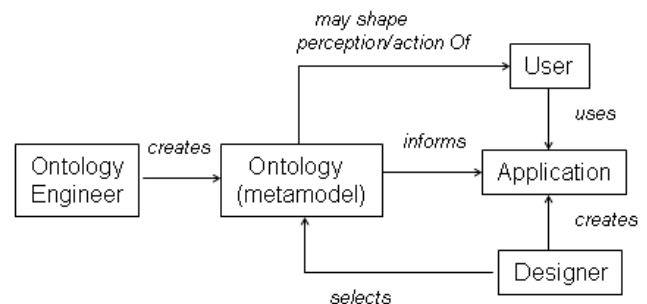 may shape
perception/action Of
User
creates
informs
uses
Ontology
Engineer
Ontology
(metamodel)
Application
creates
Designer
selects